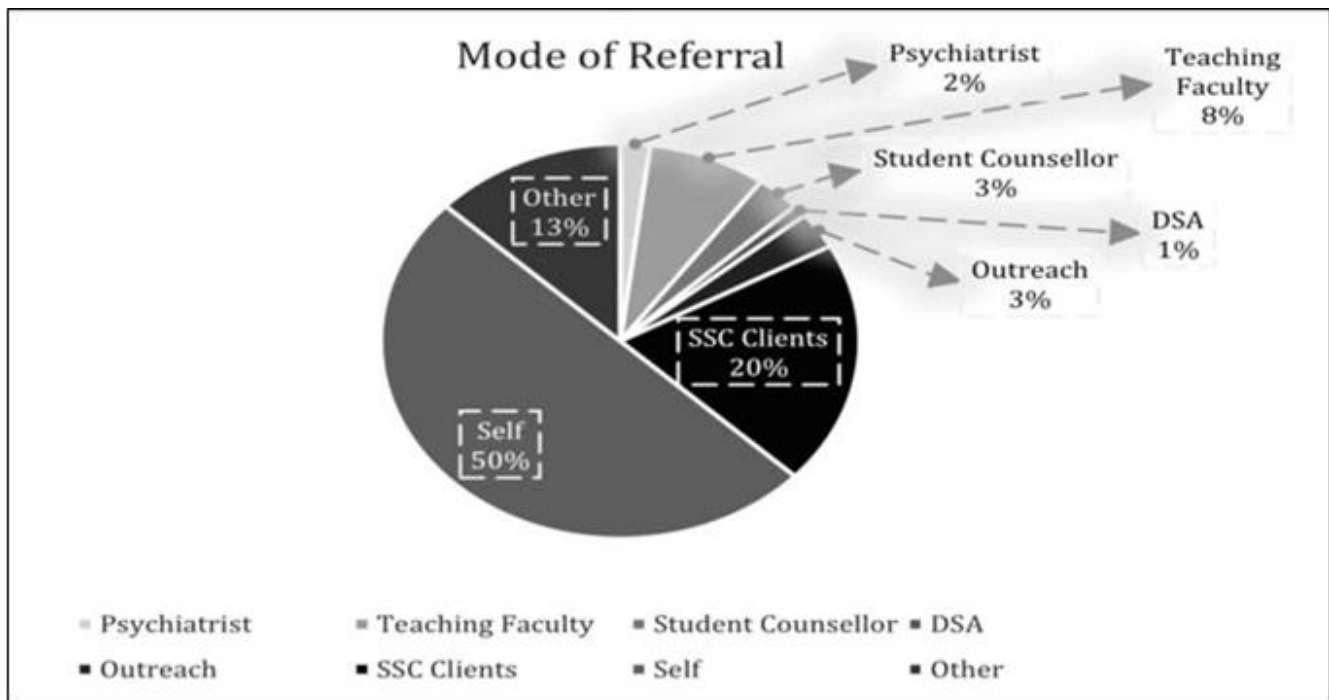 Mode of Referral
Psychiatrist
2%
Teaching
Faculty
8%
Student Counsellor
3%
DSA
1%
Outreach
3%
Other
13%
SSC Clients
20%
Self
50%
Psychiatrist
Teaching Faculty
Student Counsellor
DSA
Outreach
SSC Clients
Self
Other